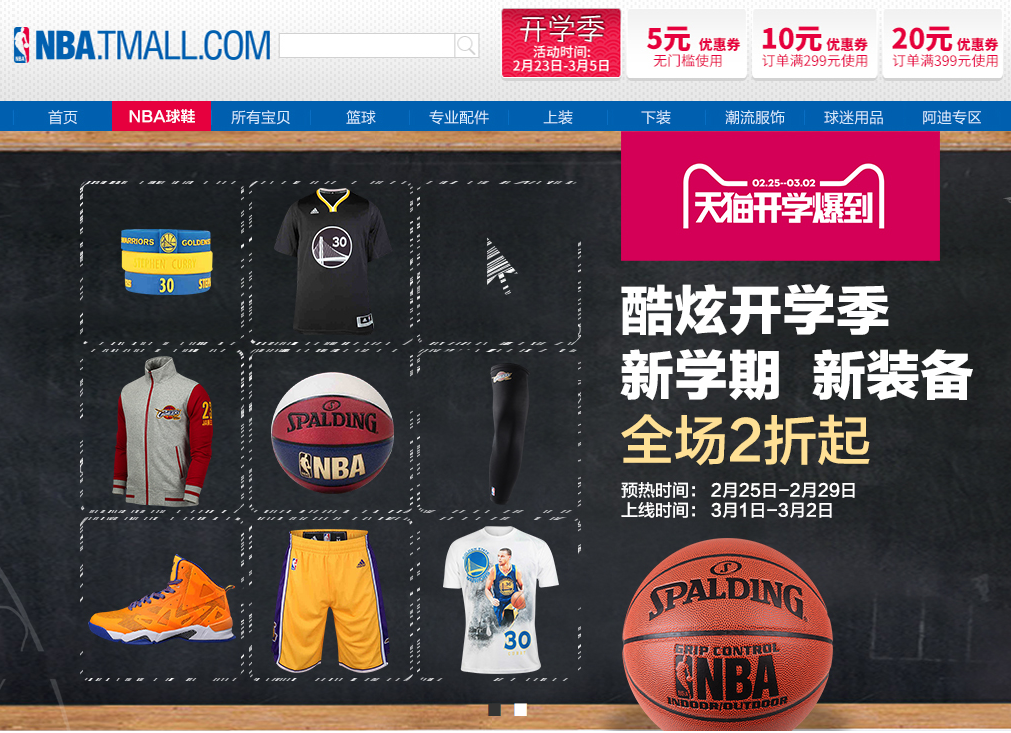 NBA.TMALL.COM
NBA
开学季
活动时间:
2月23日-3月5日
5元 优惠券
无门槛使用
10元 优惠券
订单满299元使用
20元 优惠券
订单满399元使用
首页
NBA球鞋
所有宝贝
篮球
专业配件
上装
下装
潮流服饰
球迷用品
阿迪专区
02.25--03.02
天猫开学爆到
酷炫开学季
新学期 新装备
全场2折起
预热时间： 2月25日-2月29日
上线时间： 3月1日-3月2日
WARRIORS GOLDEN
STEPHEN CURRY
30
30
SPALDING
NBA
30
SPALDING
GRIP CONTROL
NBA
INDOOR/OUTDOOR